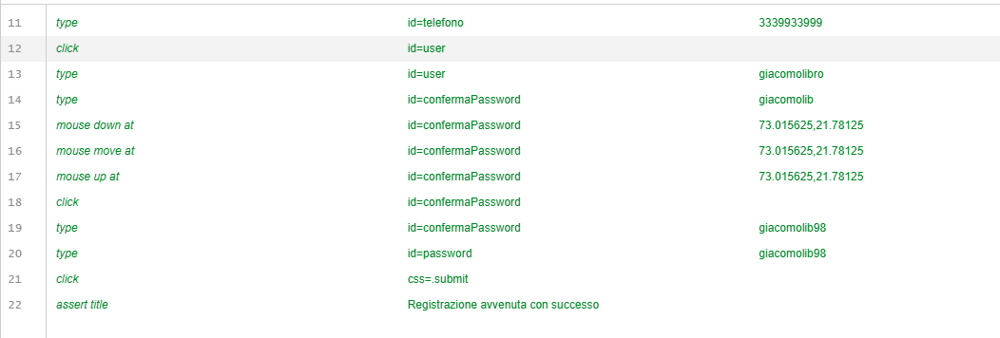 11 type id=telefono 3339933999
12 click id=user
13 type id=user giacomolibro
14 type id=confermaPassword giacomolib
15 mouse down at id=confermaPassword 73.015625,21.78125
16 mouse move at id=confermaPassword 73.015625,21.78125
17 mouse up at id=confermaPassword 73.015625,21.78125
18 click id=confermaPassword
19 type id=confermaPassword giacomolib98
20 type id=password giacomolib98
21 click css=.submit
22 assert title Registrazione avvenuta con successo